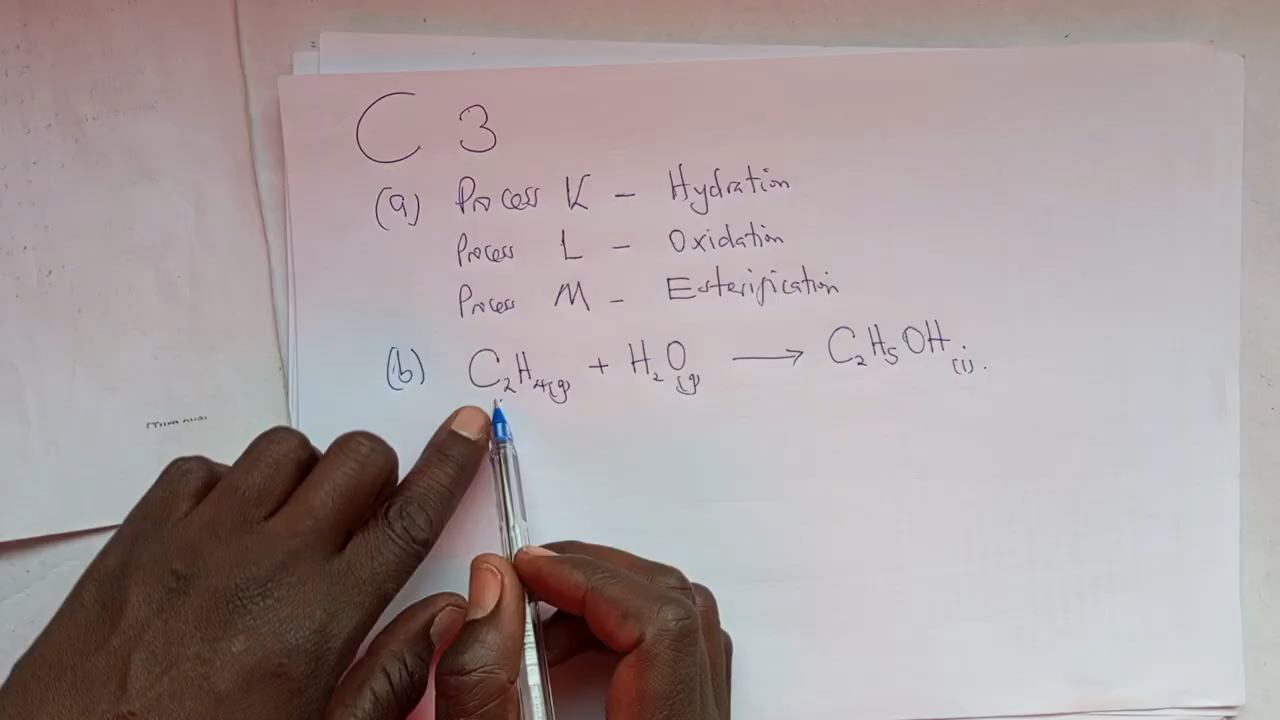 C 3
(a) Process K – Hydration
Process L – Oxidation
Process M – Esterification
(b) C₂H₄(g) + H₂O(g) ⟶ C₂H₅OH(l).